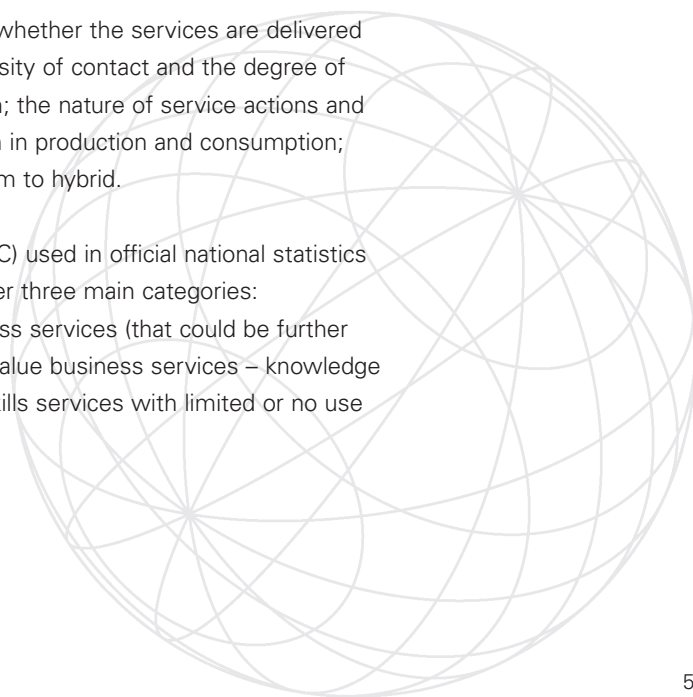 whether the services are delivered
sity of contact and the degree of
; the nature of service actions and
in production and consumption;
m to hybrid.
C) used in official national statistics
er three main categories:
ss services (that could be further
alue business services – knowledge
ills services with limited or no use
5